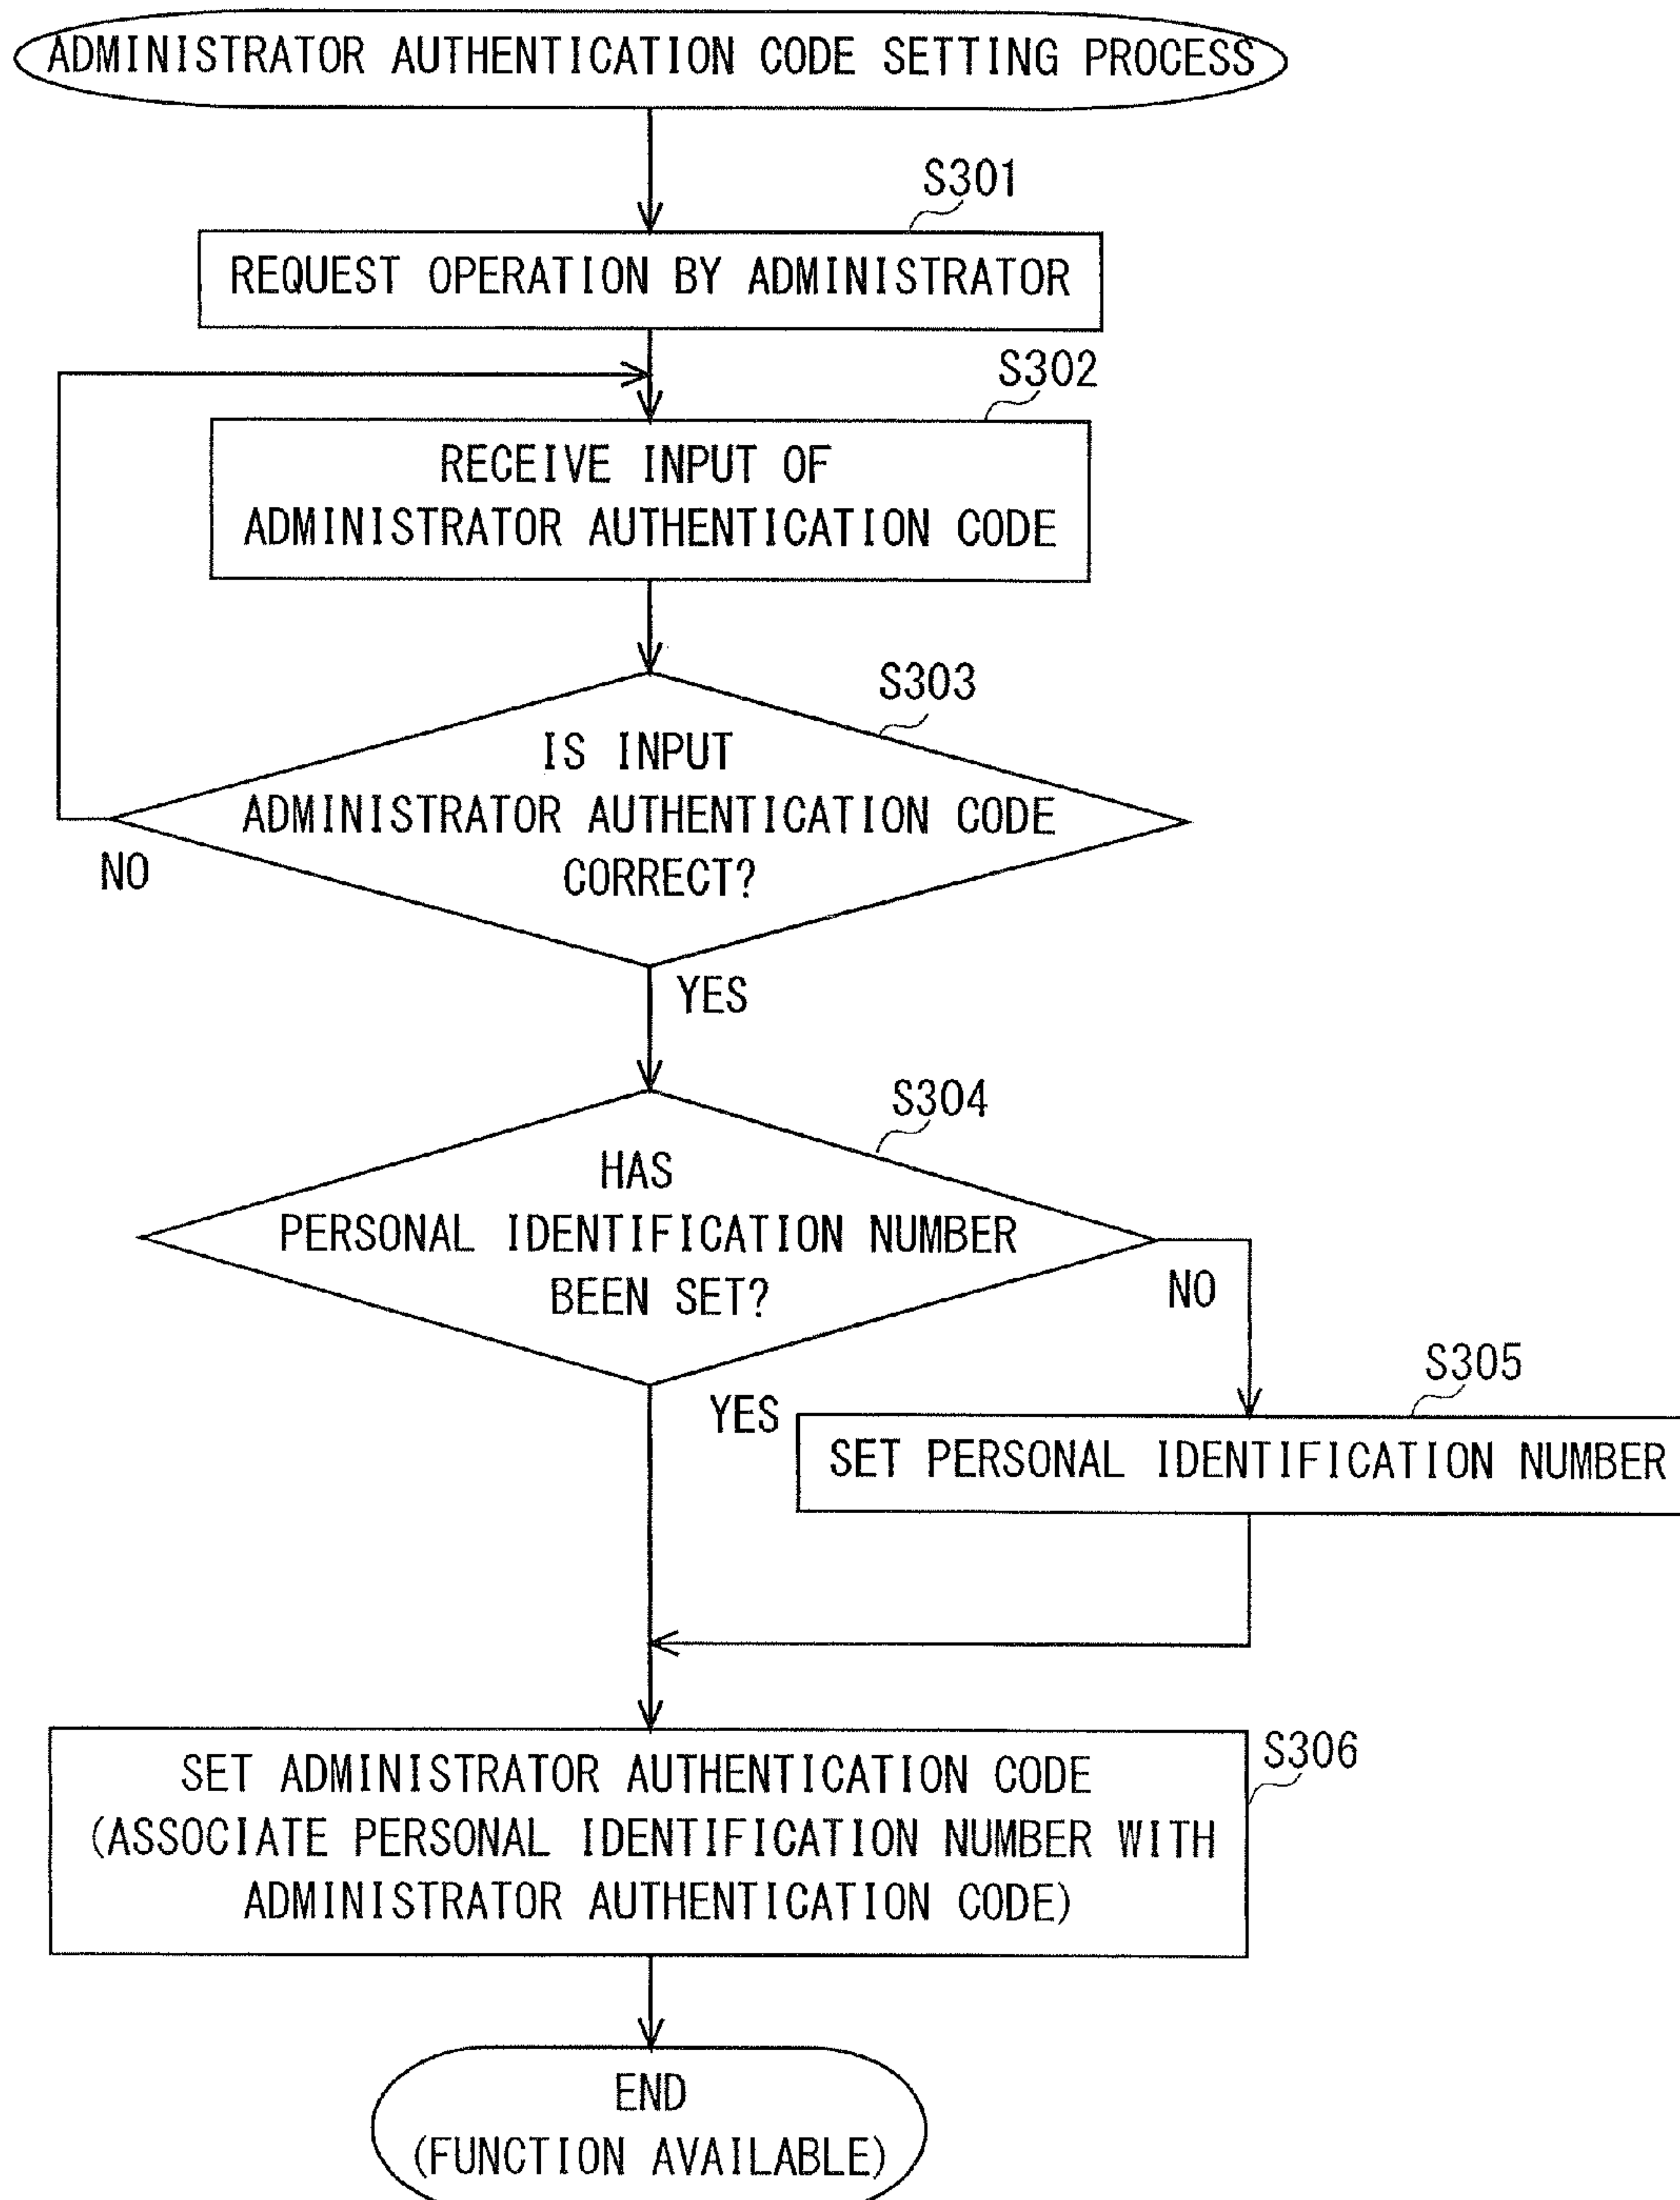 ADMINISTRATOR AUTHENTICATION CODE SETTING PROCESS
S301
REQUEST OPERATION BY ADMINISTRATOR
S302
RECEIVE INPUT OF
ADMINISTRATOR AUTHENTICATION CODE
S303
IS INPUT
ADMINISTRATOR AUTHENTICATION CODE
CORRECT?
NO
YES
S304
HAS
PERSONAL IDENTIFICATION NUMBER
BEEN SET?
NO
YES
S305
SET PERSONAL IDENTIFICATION NUMBER
S306
SET ADMINISTRATOR AUTHENTICATION CODE
(ASSOCIATE PERSONAL IDENTIFICATION NUMBER WITH
ADMINISTRATOR AUTHENTICATION CODE)
END
(FUNCTION AVAILABLE)